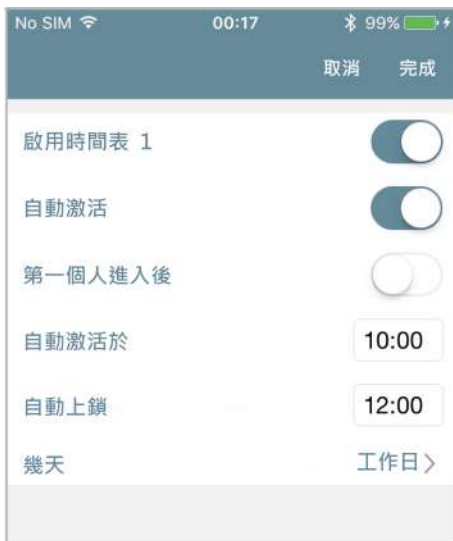 No SIM 00:17 99%
取消 完成
啟用時間表 1
自動激活
第一個人進入後
自動激活於 10:00
自動上鎖 12:00
幾天 工作日